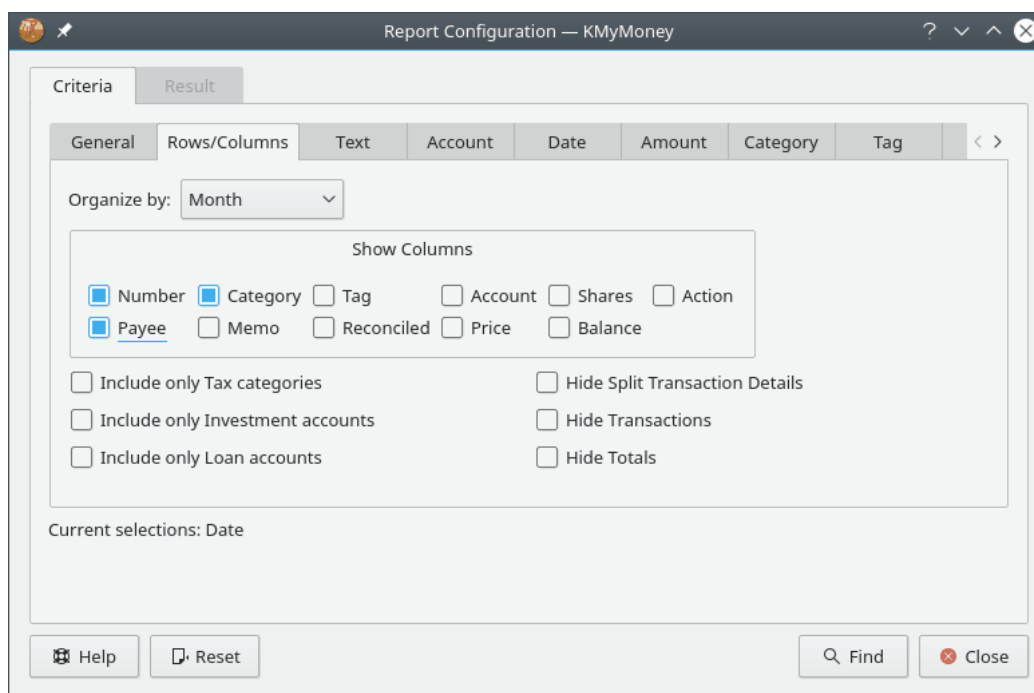 Report Configuration — KMyMoney
Criteria Result
General Rows/Columns Text Account Date Amount Category Tag
Organize by: Month
Show Columns
Number Category Tag Account Shares Action
Payee Memo Reconciled Price Balance
Include only Tax categories Hide Split Transaction Details
Include only Investment accounts Hide Transactions
Include only Loan accounts Hide Totals
Current selections: Date
Help Reset Find Close